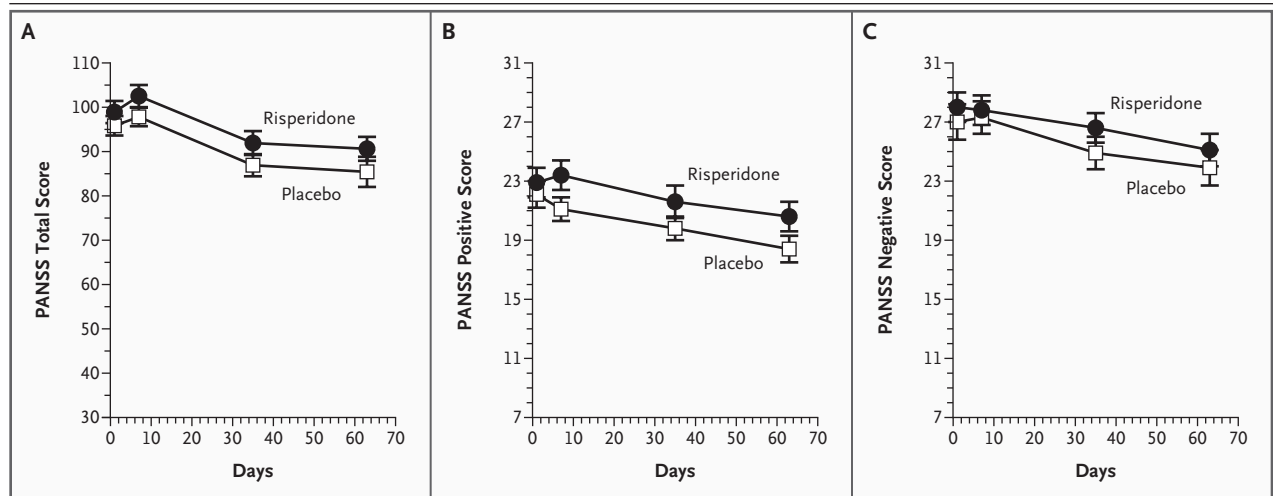 A
PANSS Total Score
110
100
90
80
70
60
50
40
30
0 10 20 30 40 50 60 70
Days
Risperidone
Placebo
B
PANSS Positive Score
31
27
23
19
15
11
7
0 10 20 30 40 50 60 70
Days
Risperidone
Placebo
C
PANSS Negative Score
31
27
23
19
15
11
7
0 10 20 30 40 50 60 70
Days
Risperidone
Placebo